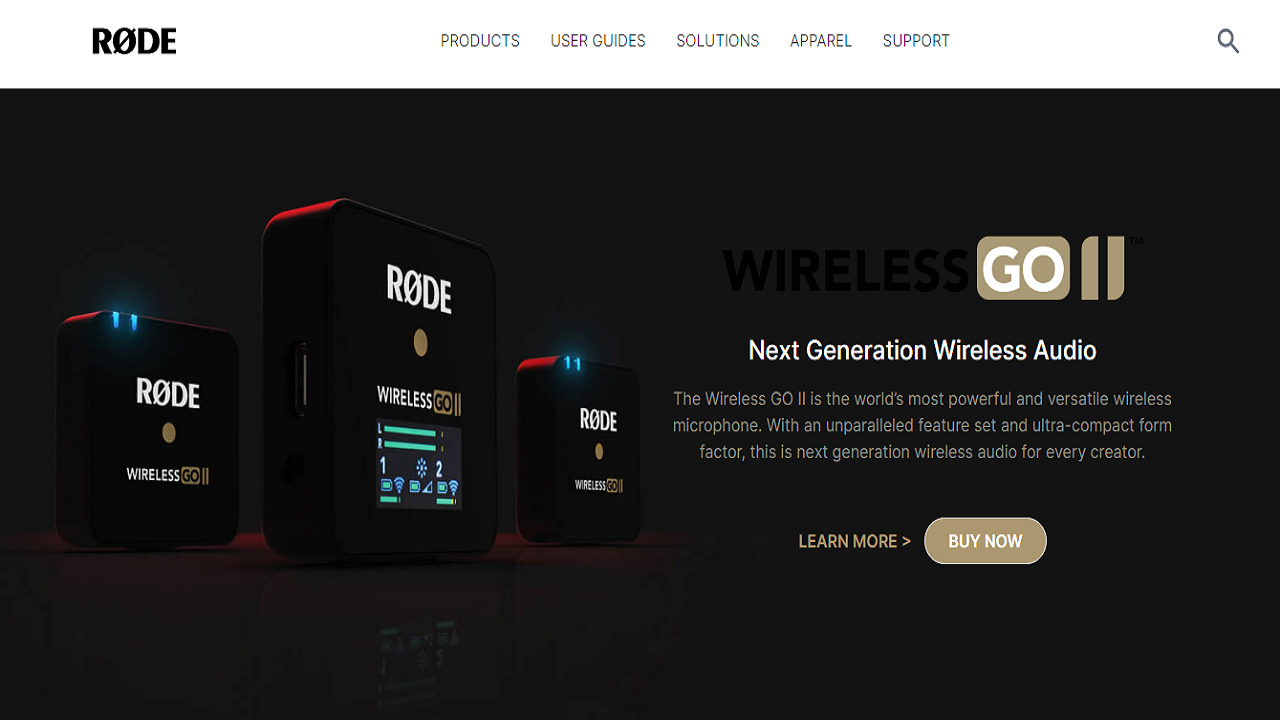 RØDE
PRODUCTS USER GUIDES SOLUTIONS APPAREL SUPPORT
WIRELESS GO II™
Next Generation Wireless Audio
The Wireless GO II is the world’s most powerful and versatile wireless
microphone. With an unparalleled feature set and ultra-compact form
factor, this is next generation wireless audio for every creator.
LEARN MORE >
BUY NOW
RØDE
WIRELESS GO II
RØDE
WIRELESS GO II
L
R
1 2
RØDE
WIRELESS GO II